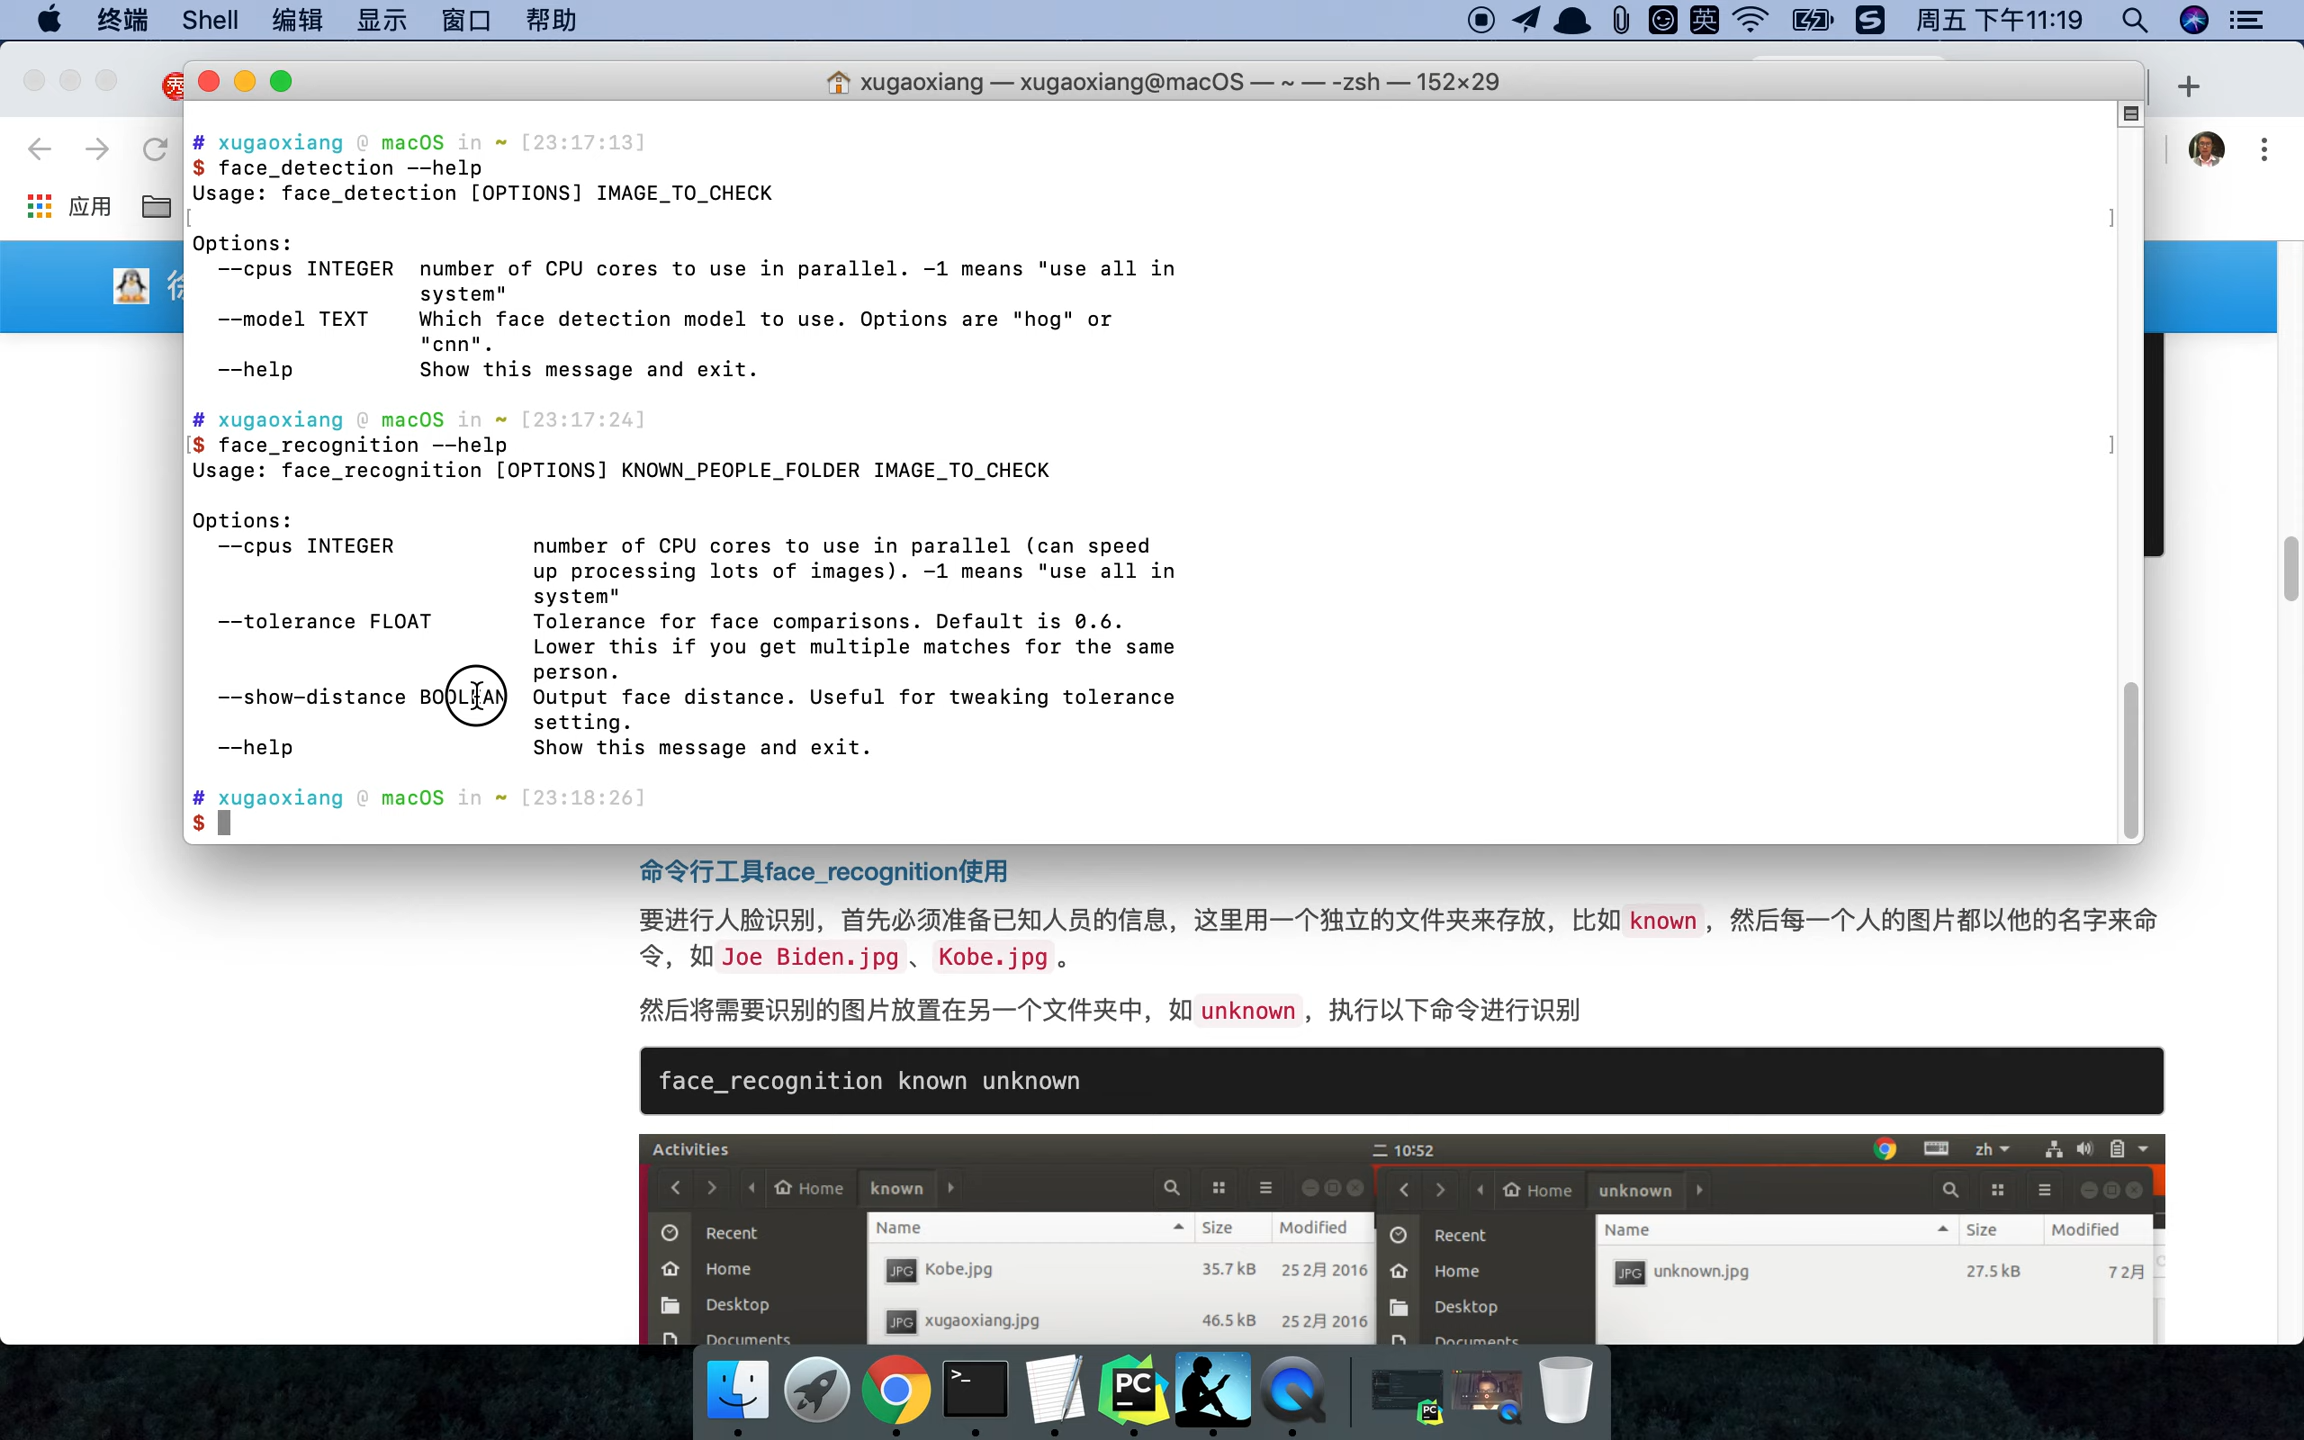 终端 Shell 编辑 显示 窗口 帮助 英 周五 下午11:19
xugaoxiang — xugaoxiang@macOS — ~ — -zsh — 152×29
应用
# xugaoxiang @ macOS in ~ [23:17:13]
$ face_detection --help
Usage: face_detection [OPTIONS] IMAGE_TO_CHECK
[ ]
Options:
--cpus INTEGER number of CPU cores to use in parallel. -1 means "use all in
system"
--model TEXT Which face detection model to use. Options are "hog" or
"cnn".
--help Show this message and exit.
# xugaoxiang @ macOS in ~ [23:17:24]
[$ face_recognition --help ]
Usage: face_recognition [OPTIONS] KNOWN_PEOPLE_FOLDER IMAGE_TO_CHECK
Options:
--cpus INTEGER number of CPU cores to use in parallel (can speed
up processing lots of images). -1 means "use all in
system"
--tolerance FLOAT Tolerance for face comparisons. Default is 0.6.
Lower this if you get multiple matches for the same
person.
--show-distance BOOLEAN Output face distance. Useful for tweaking tolerance
setting.
--help Show this message and exit.
# xugaoxiang @ macOS in ~ [23:18:26]
$
命令行工具face_recognition使用
要进行人脸识别，首先必须准备已知人员的信息，这里用一个独立的文件夹来存放，比如 known ，然后每一个人的图片都以他的名字来命
令，如 Joe Biden.jpg 、 Kobe.jpg 。
然后将需要识别的图片放置在另一个文件夹中，如 unknown ，执行以下命令进行识别
face_recognition known unknown
Activities 二 10:52 zh
Home known Home unknown
Recent Name Size Modified Recent Name Size Modified
Home JPG Kobe.jpg 35.7 kB 25 2月 2016 Home JPG unknown.jpg 27.5 kB 7 2月
Desktop JPG xugaoxiang.jpg 46.5 kB 25 2月 2016 Desktop
Documents Documents
PC